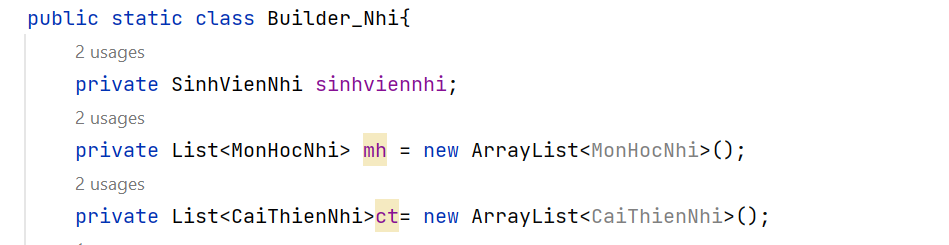 public static class Builder_Nhi{
2 usages
private SinhVienNhi sinhviennhi;
2 usages
private List<MonHocNhi> mh = new ArrayList<MonHocNhi>();
2 usages
private List<CaiThienNhi>ct= new ArrayList<CaiThienNhi>();